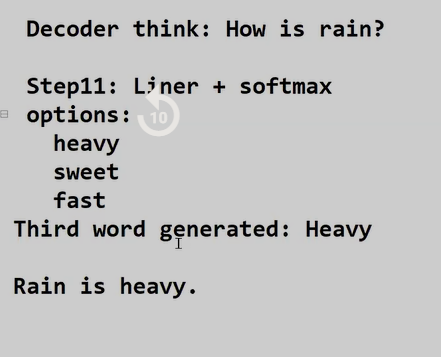 Decoder think: How is rain?
Step11: Liner + softmax
options:
10
heavy
sweet
fast
Third word generated: Heavy
Rain is heavy.